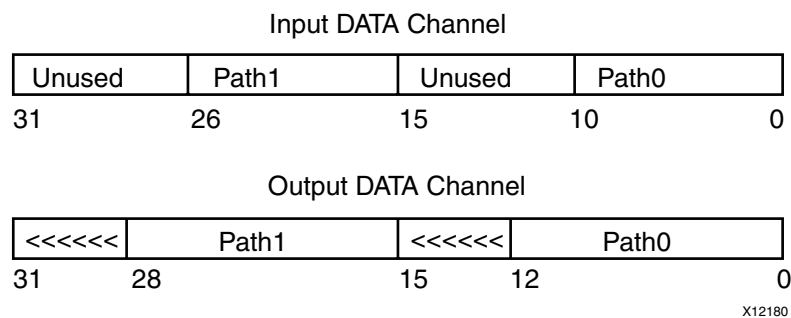 Input DATA Channel
Unused Path1 Unused Path0
31 26 15 10 0
Output DATA Channel
<<<<<< Path1 <<<<<< Path0
31 28 15 12 0
X12180